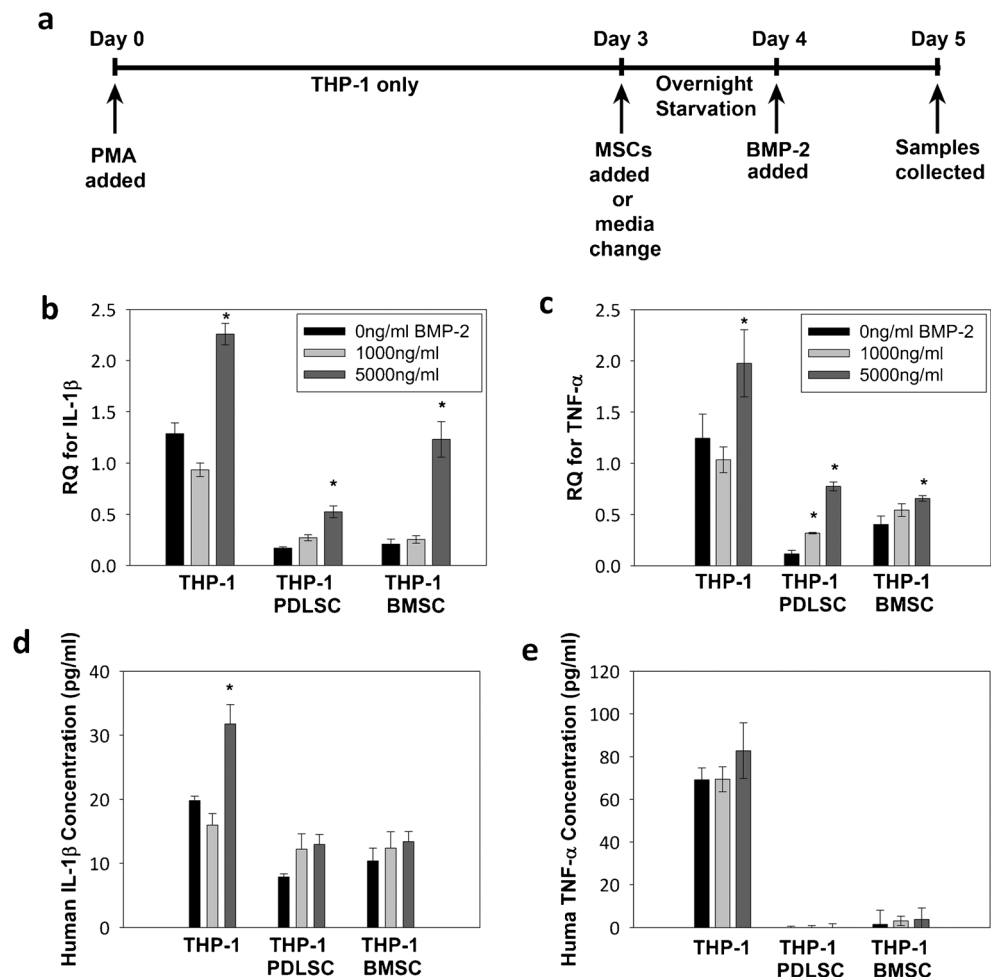 a
Day 0
Day 3
Day 4
Day 5
THP-1 only
Overnight
Starvation
PMA
added
MSCs
added
or
media
change
BMP-2
added
Samples
collected
b
RQ for IL-1β
2.5
2.0
1.5
1.0
0.5
0.0
0ng/ml BMP-2
1000ng/ml
5000ng/ml
*
*
*
THP-1
THP-1
PDLSC
THP-1
BMSC
c
RQ for TNF-α
2.5
2.0
1.5
1.0
0.5
0.0
0ng/ml BMP-2
1000ng/ml
5000ng/ml
*
*
*
*
THP-1
THP-1
PDLSC
THP-1
BMSC
d
Human IL-1β Concentration (pg/ml)
40
30
20
10
0
*
THP-1
THP-1
PDLSC
THP-1
BMSC
e
Huma TNF-α Concentration (pg/ml)
120
100
80
60
40
20
0
THP-1
THP-1
PDLSC
THP-1
BMSC